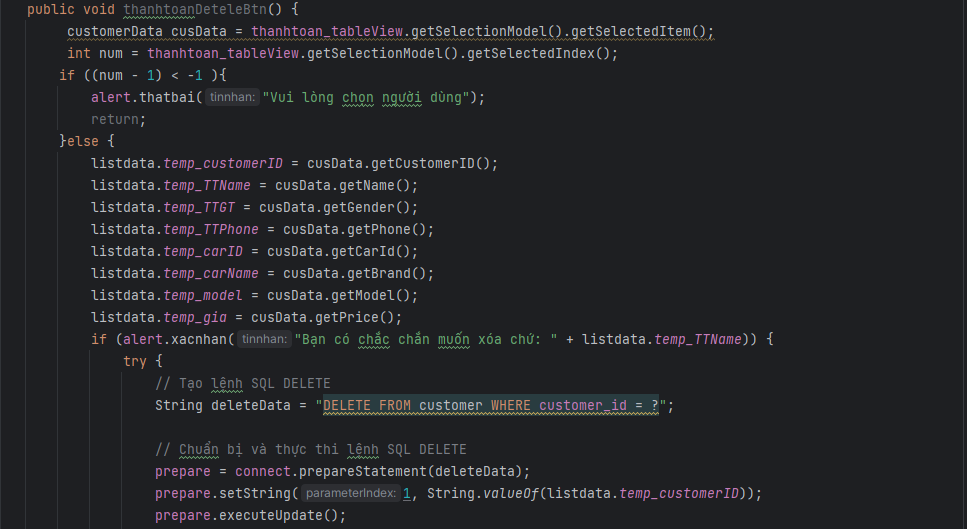 public void thanhtoanDeteleBtn() {
customerData cusData = thanhtoan_tableView.getSelectionModel().getSelectedItem();
int num = thanhtoan_tableView.getSelectionModel().getSelectedIndex();
if ((num - 1) < -1 ){
alert.thatbai( tinnhan: "Vui lòng chọn người dùng");
return;
}else {
listdata.temp_customerID = cusData.getCustomerID();
listdata.temp_TTName = cusData.getName();
listdata.temp_TTGT = cusData.getGender();
listdata.temp_TTPhone = cusData.getPhone();
listdata.temp_carID = cusData.getCarId();
listdata.temp_carName = cusData.getBrand();
listdata.temp_model = cusData.getModel();
listdata.temp_gia = cusData.getPrice();
if (alert.xacnhan( tinnhan: "Bạn có chắc chắn muốn xóa chứ: " + listdata.temp_TTName)) {
try {
// Tạo lệnh SQL DELETE
String deleteData = "DELETE FROM customer WHERE customer_id = ?";
// Chuẩn bị và thực thi lệnh SQL DELETE
prepare = connect.prepareStatement(deleteData);
prepare.setString( parameterIndex: 1, String.valueOf(listdata.temp_customerID));
prepare.executeUpdate();